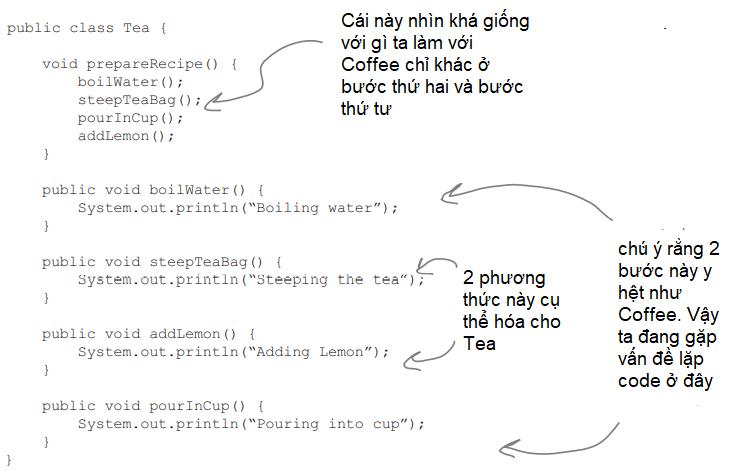 public class Tea {
void prepareRecipe() {
boilWater();
steepTeaBag();
pourInCup();
addLemon();
}
public void boilWater() {
System.out.println(“Boiling water”);
}
public void steepTeaBag() {
System.out.println(“Steeping the tea”);
}
public void addLemon() {
System.out.println(“Adding Lemon”);
}
public void pourInCup() {
System.out.println(“Pouring into cup”);
}
}
Cái này nhìn khá giống
với gì ta làm với
Coffee chỉ khác ở
bước thứ hai và bước
thứ tư
2 phương
thức này cụ
thể hóa cho
Tea
chú ý rằng 2
bước này y
hệt như
Coffee. Vậy
ta đang gặp
vấn đề lặp
code ở đây